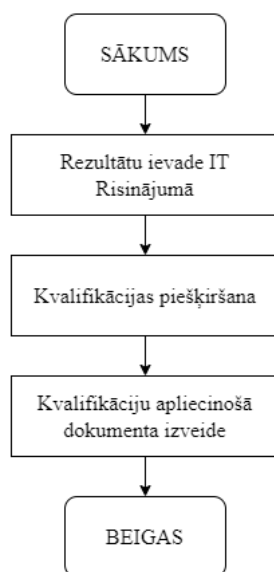 SĀKUMS
Rezultātu ievade IT
Risinājumā
Kvalifikācijas piešķiršana
Kvalifikāciju apliecinošā
dokumenta izveide
BEIGAS